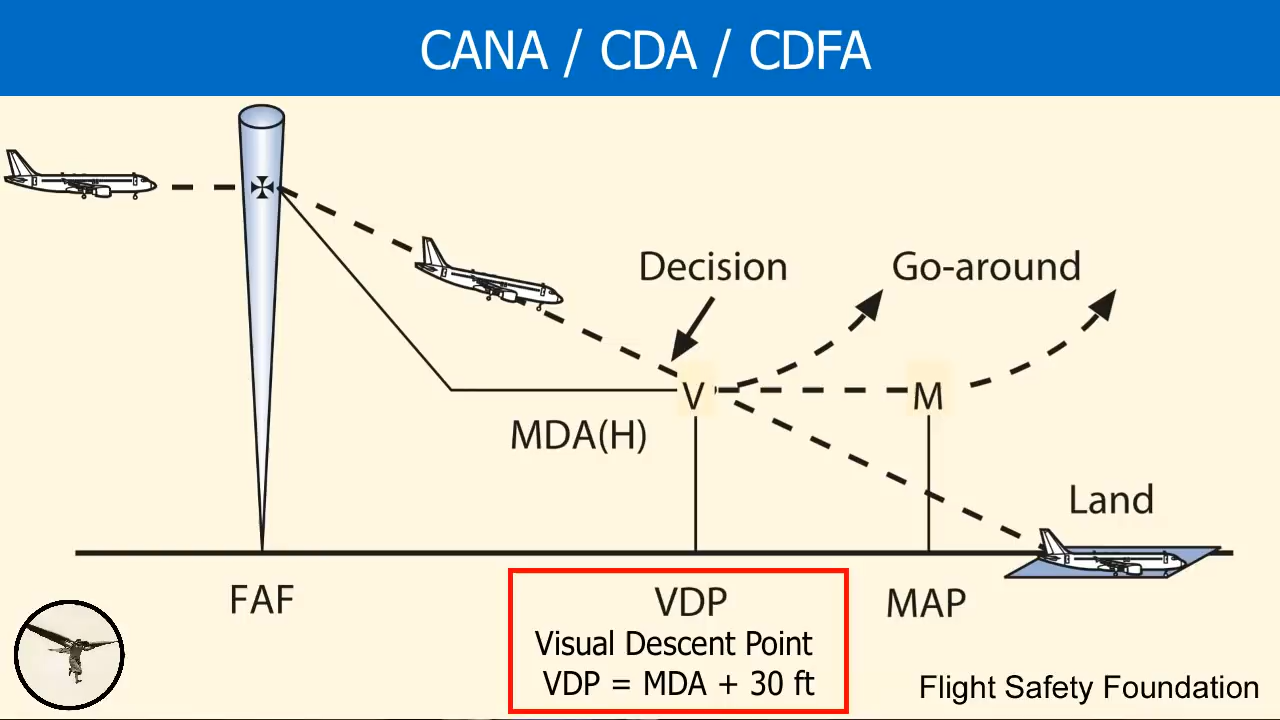 CANA / CDA / CDFA
Decision
Go-around
V
M
MDA(H)
Land
FAF
VDP
Visual Descent Point
VDP = MDA + 30 ft
MAP
Flight Safety Foundation